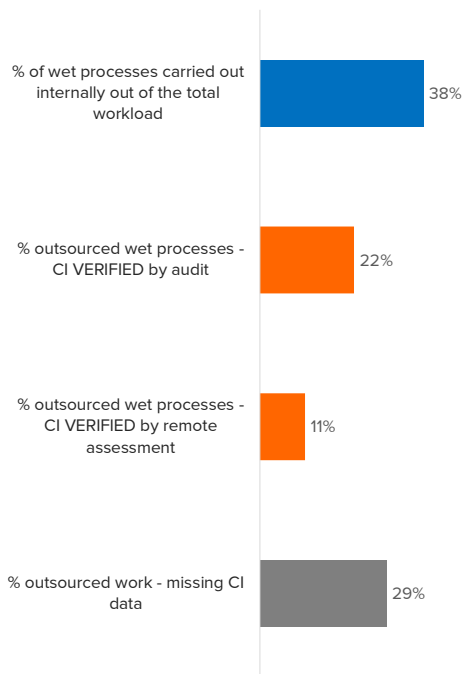 % of wet processes carried out
internally out of the total
workload
38%
% outsourced wet processes -
CI VERIFIED by audit
22%
% outsourced wet processes -
CI VERIFIED by remote
assessment
11%
% outsourced work - missing CI
data
29%